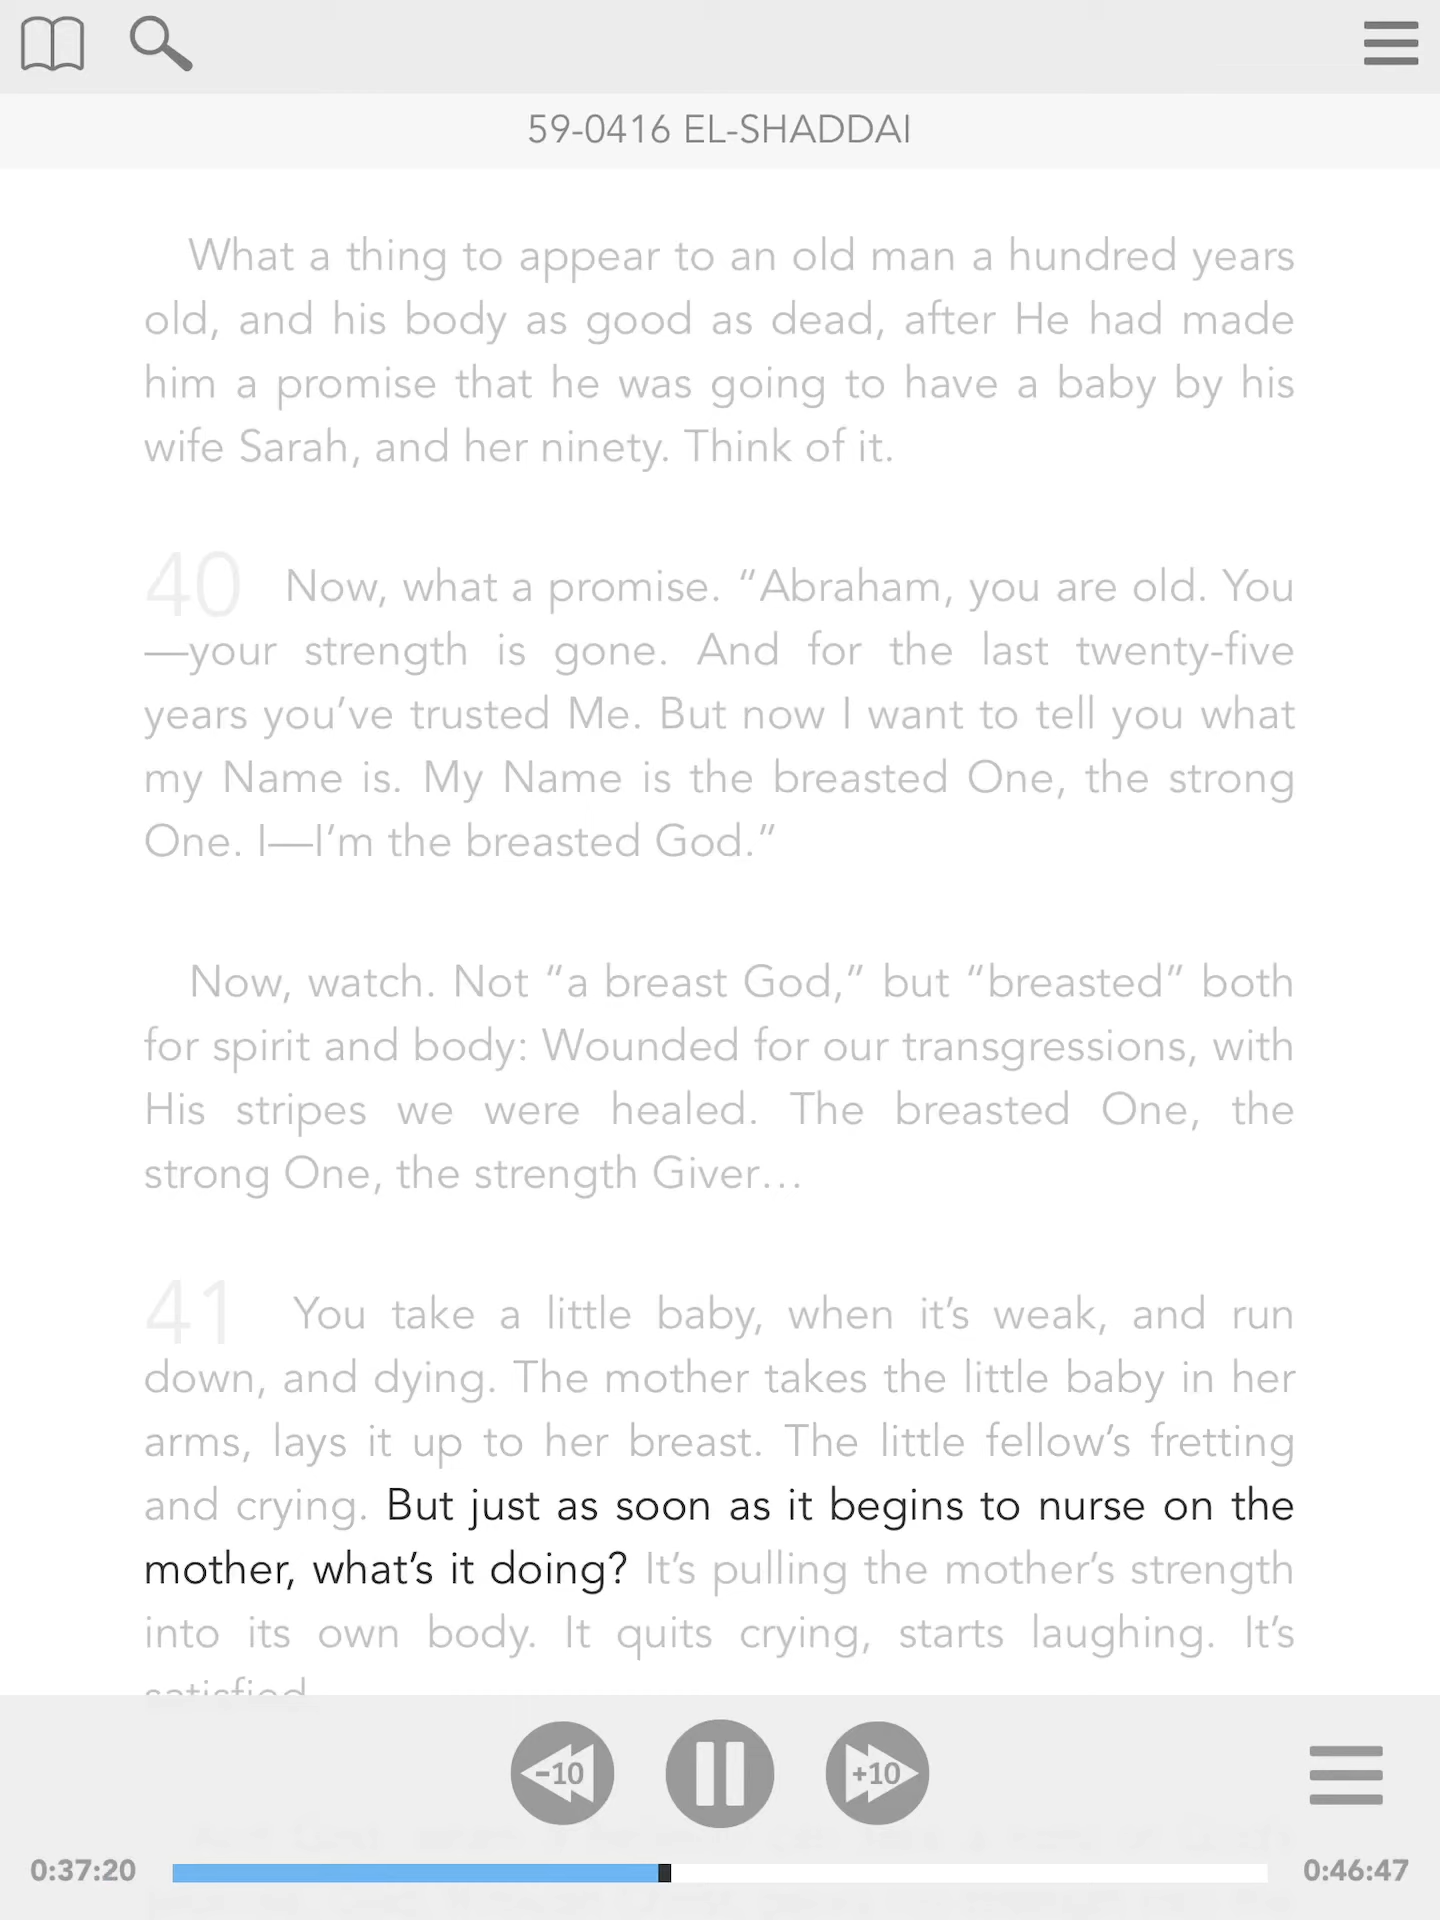 59-0416 EL-SHADDAI
What a thing to appear to an old man a hundred years
old, and his body as good as dead, after He had made
him a promise that he was going to have a baby by his
wife Sarah, and her ninety. Think of it.
40 Now, what a promise. “Abraham, you are old. You
—your strength is gone. And for the last twenty-five
years you’ve trusted Me. But now I want to tell you what
my Name is. My Name is the breasted One, the strong
One. I—I’m the breasted God.”
Now, watch. Not “a breast God,” but “breasted” both
for spirit and body: Wounded for our transgressions, with
His stripes we were healed. The breasted One, the
strong One, the strength Giver…
41 You take a little baby, when it’s weak, and run
down, and dying. The mother takes the little baby in her
arms, lays it up to her breast. The little fellow’s fretting
and crying. But just as soon as it begins to nurse on the
mother, what’s it doing? It’s pulling the mother’s strength
into its own body. It quits crying, starts laughing. It’s
satisfied.
-10 +10
0:37:20 0:46:47